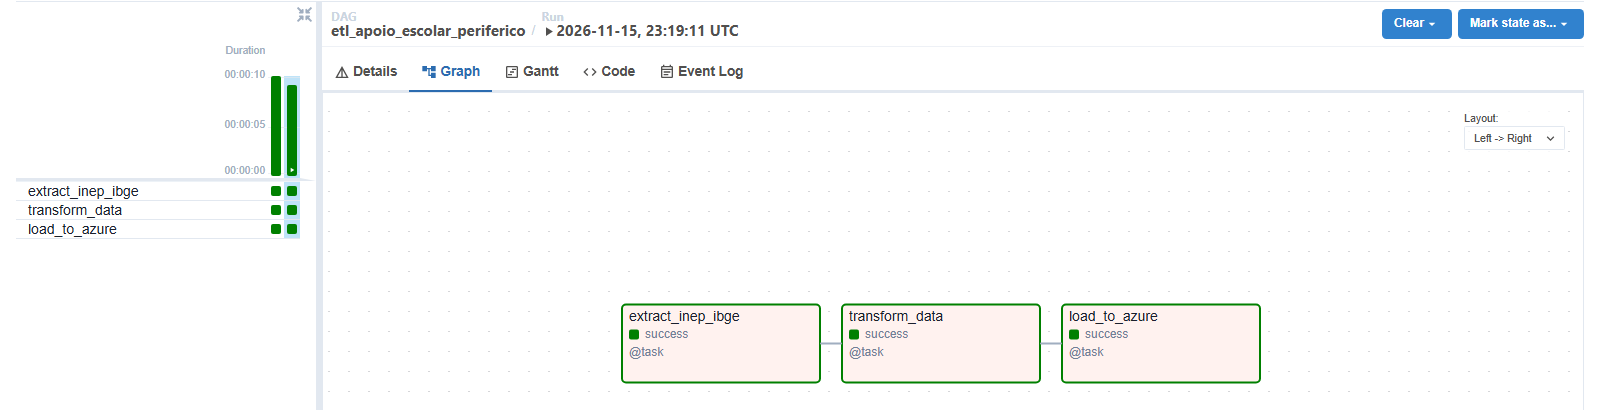 DAG
Run
etl_apoio_escolar_periferico / 2026-11-15, 23:19:11 UTC
Clear
Mark state as...
Details
Graph
Gantt
Code
Event Log
Duration
00:00:10
00:00:05
00:00:00
extract_inep_ibge
transform_data
load_to_azure
Layout:
Left -> Right
extract_inep_ibge
success
@task
transform_data
success
@task
load_to_azure
success
@task